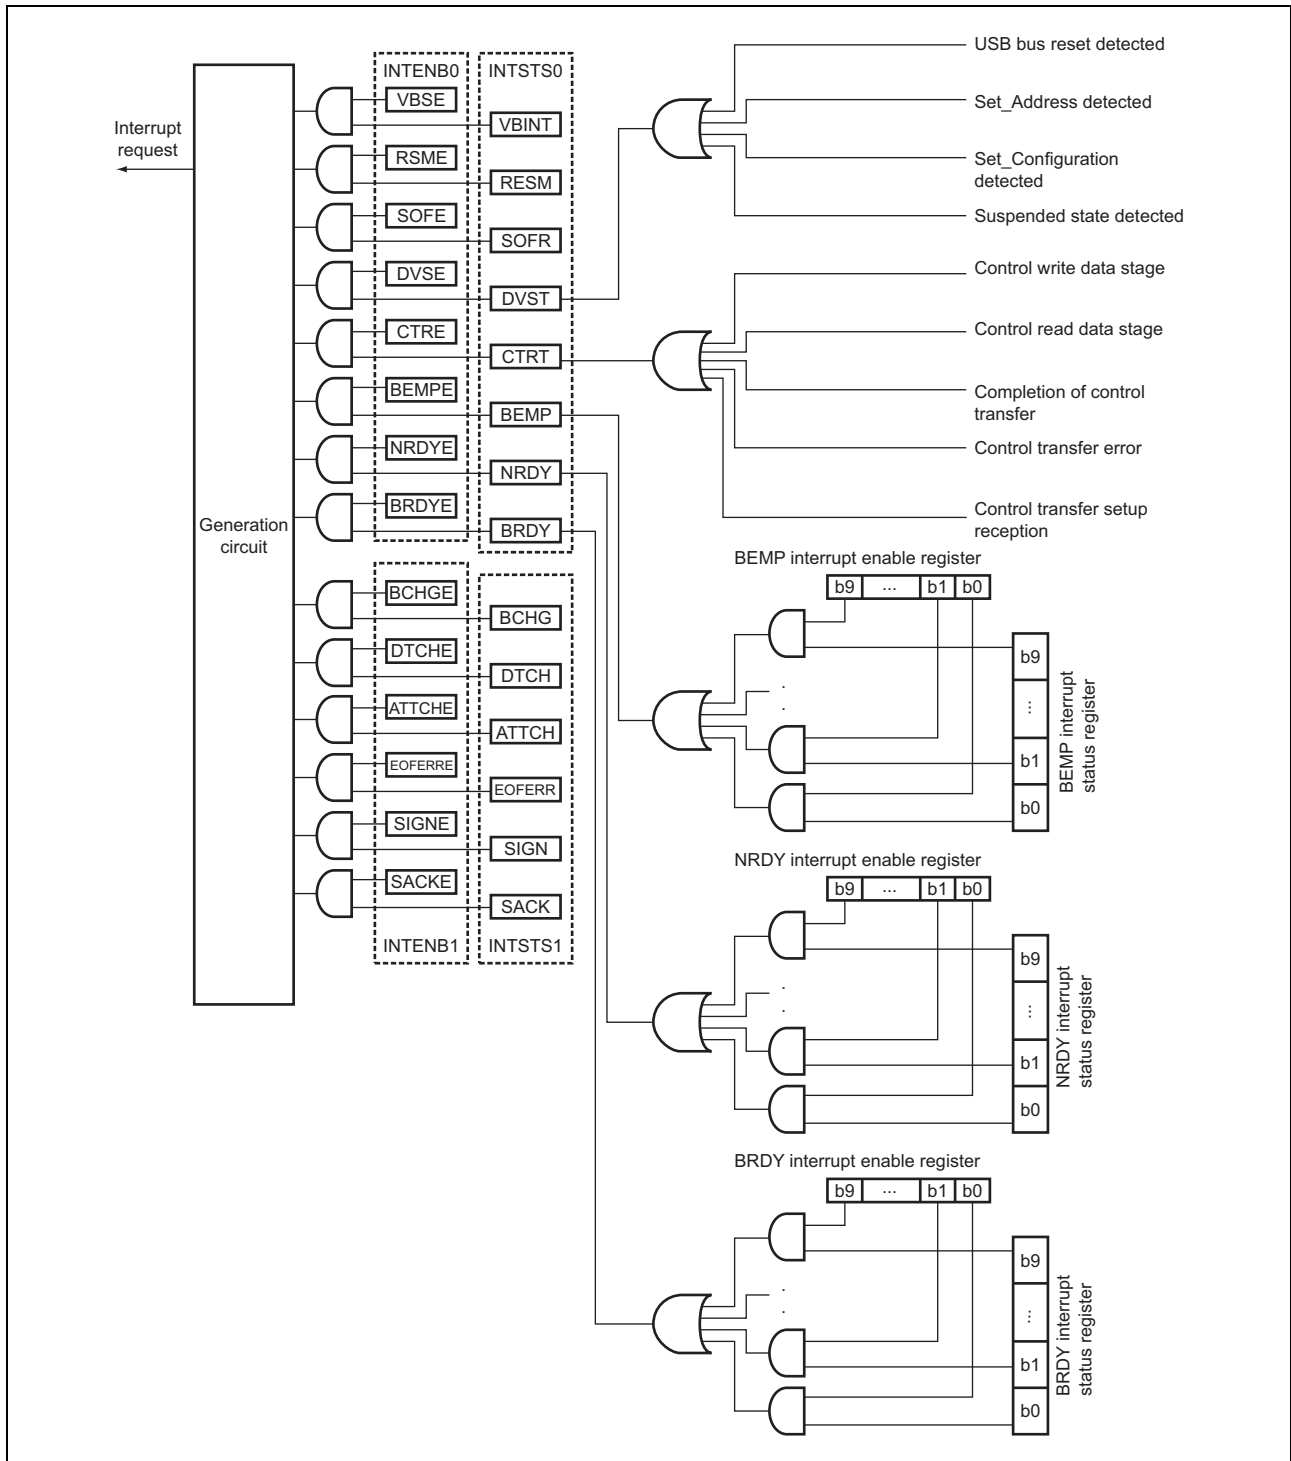 Interrupt
request
Generation
circuit
INTENB0
VBSE
RSME
SOFE
DVSE
CTRE
BEMPE
NRDYE
BRDYE
INTSTS0
VBINT
RESM
SOFR
DVST
CTRT
BEMP
NRDY
BRDY
BCHGE
DTCHE
ATTCHE
EOFERRE
SIGNE
SACKE
INTENB1
BCHG
DTCH
ATTCH
EOFERR
SIGN
SACK
INTSTS1
USB bus reset detected
Set_Address detected
Set_Configuration
detected
Suspended state detected
Control write data stage
Control read data stage
Completion of control
transfer
Control transfer error
Control transfer setup
reception
BEMP interrupt enable register
b9 ... b1 b0
b9
...
b1
b0
BEMP interrupt
status register
NRDY interrupt enable register
b9 ... b1 b0
b9
...
b1
b0
NRDY interrupt
status register
BRDY interrupt enable register
b9 ... b1 b0
b9
...
b1
b0
BRDY interrupt
status register